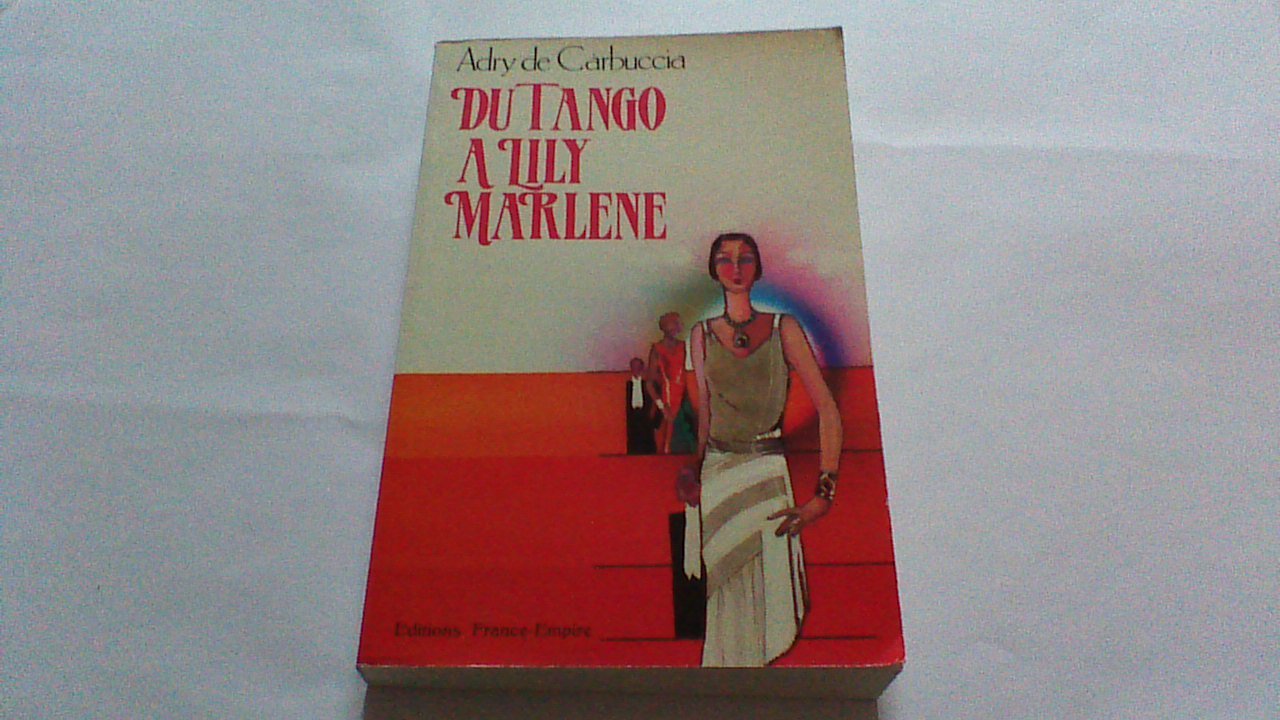 Adry de Carbuccia
DU TANGO
A LILY
MARLENE
Editions France-Empire